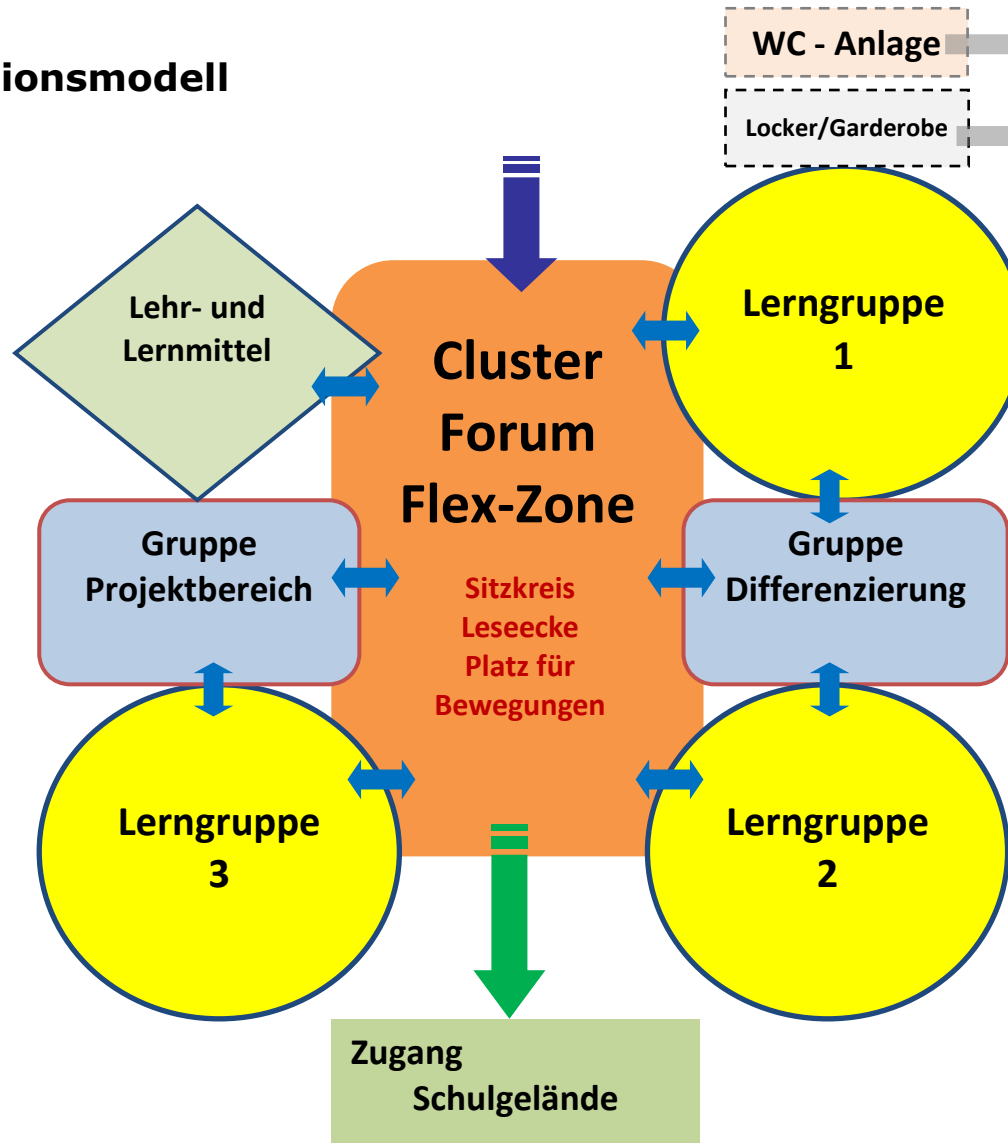 WC - Anlage
ionsmodell
Locker/Garderobe
Lehr- und
Lernmittel
Lerngruppe
1
Cluster
Forum
Flex-Zone
Gruppe
Projektbereich
Gruppe
Differenzierung
Sitzkreis
Leseecke
Platz für
Bewegungen
Lerngruppe
3
Lerngruppe
2
Zugang
Schulgelände